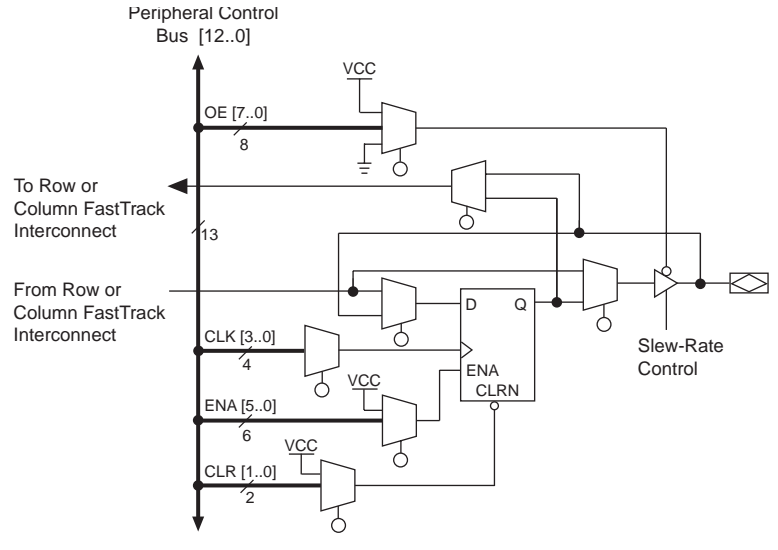 Peripheral Control
Bus [12..0]
VCC
OE [7..0]
8
To Row or
Column FastTrack
Interconnect
13
From Row or
Column FastTrack
Interconnect
D
Q
CLK [3..0]
4
ENA
CLRN
Slew-Rate
Control
VCC
ENA [5..0]
6
VCC
CLR [1..0]
2